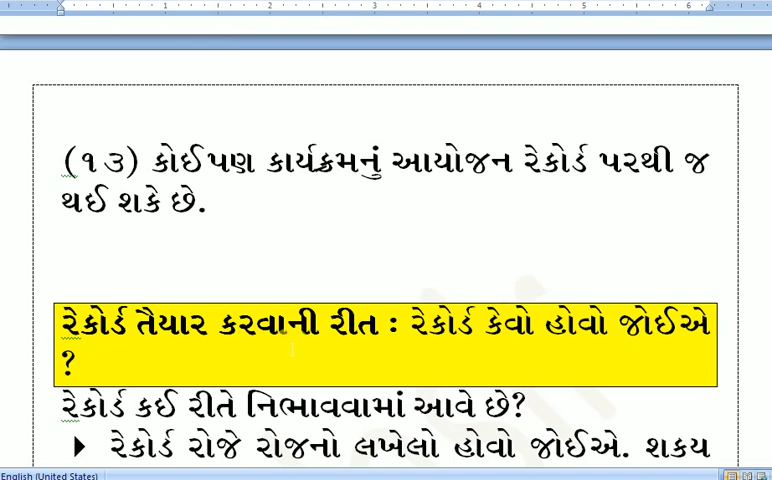 (૧૩) કોઈપણ કાર્યક્રમનું આયોજન રેકોર્ડ પરથી જ
થઈ શકે છે.
રેકોર્ડ તૈયાર કરવાની રીત : રેકોર્ડ કેવો હોવો જોઈએ
?
રેકોર્ડ કઈ રીતે નિભાવવામાં આવે છે?
રેકોર્ડ રોજે રોજનો લખેલો હોવો જોઈએ. શકય
English (United States)